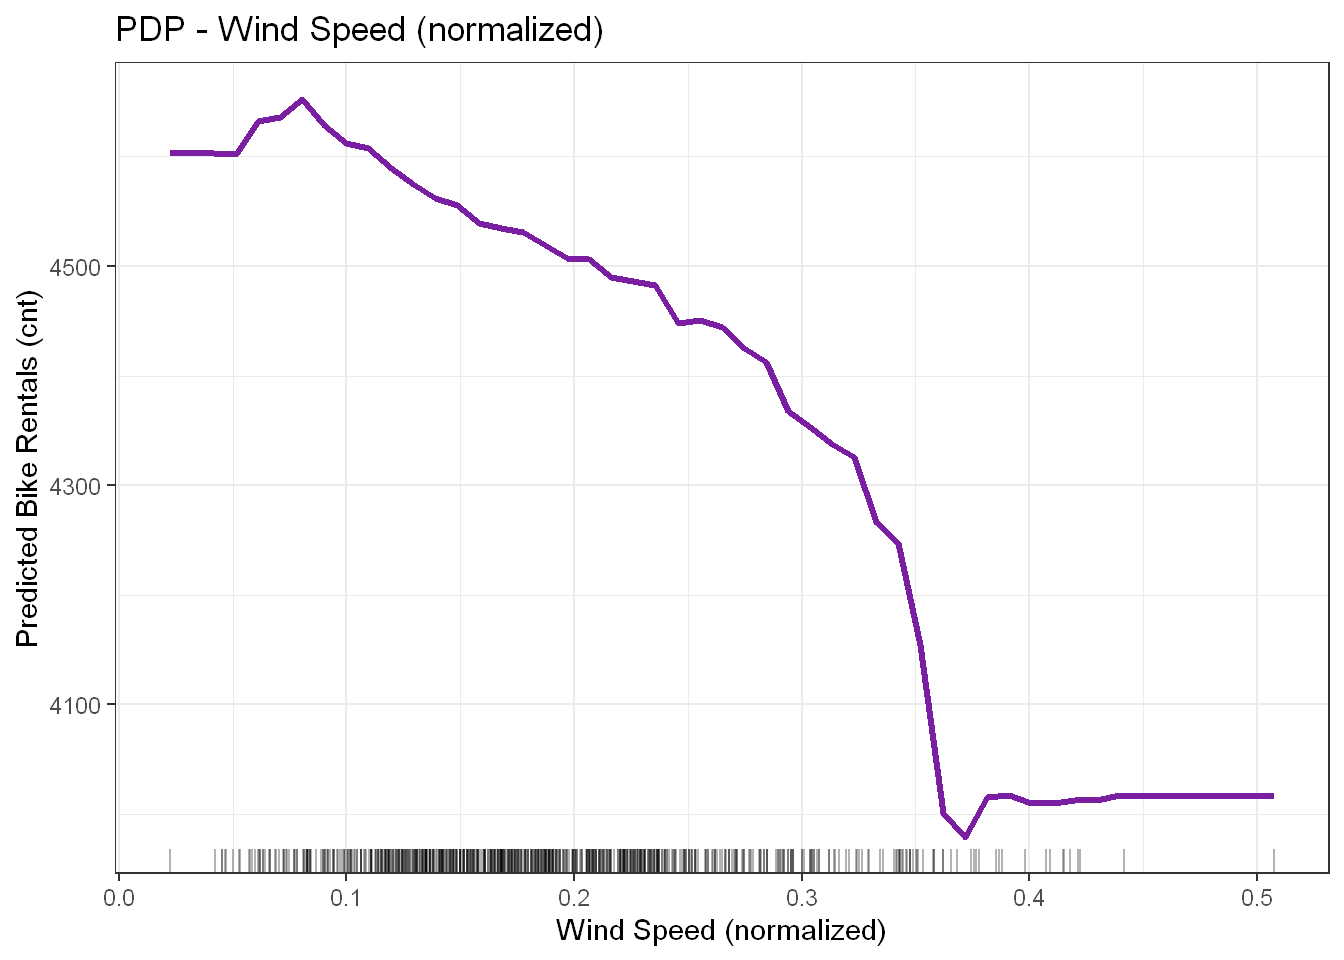 PDP - Wind Speed (normalized)
Predicted Bike Rentals (cnt)
4500
4300
4100
0.0 0.1 0.2 0.3 0.4 0.5
Wind Speed (normalized)